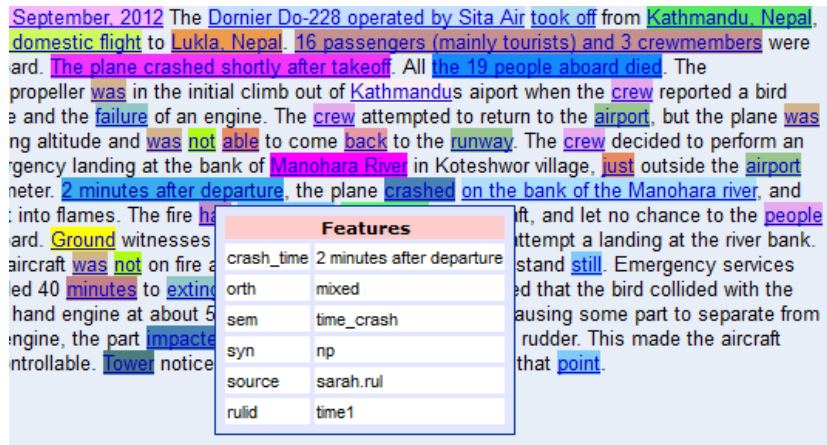 September, 2012 The Dornier Do-228 operated by Sita Air took off from Kathmandu, Nepal,
domestic flight to Lukla, Nepal. 16 passengers (mainly tourists) and 3 crewmembers were
ard. The plane crashed shortly after takeoff. All the 19 people aboard died. The
propeller was in the initial climb out of Kathmandus aiport when the crew reported a bird
e and the failure of an engine. The crew attempted to return to the airport, but the plane was
ng altitude and was not able to come back to the runway. The crew decided to perform an
rgency landing at the bank of Manohara River in Koteshwor village, just outside the airport
meter. 2 minutes after departure, the plane crashed on the bank of the Manohara river, and
t into flames. The fire ha ft, and let no chance to the people
ard. Ground witnesses ttempt a landing at the river bank.
aircraft was not on fire a stand still. Emergency services
led 40 minutes to exting ed that the bird collided with the
hand engine at about 5 ausing some part to separate from
engine, the part impacte rudder. This made the aircraft
ntrollable. Tower notice that point.
Features
crash_time 2 minutes after departure
orth mixed
sem time_crash
syn np
source sarah.rul
rulid time1